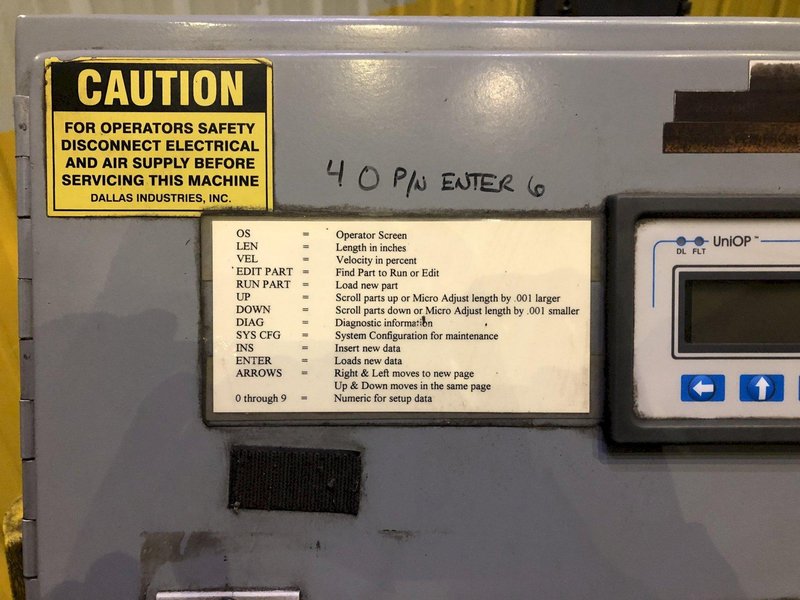 CAUTION
FOR OPERATORS SAFETY
DISCONNECT ELECTRICAL
AND AIR SUPPLY BEFORE
SERVICING THIS MACHINE
DALLAS INDUSTRIES, INC.
4 0 P/N ENTER 6
OS = Operator Screen
LEN = Length in inches
VEL = Velocity in percent
EDIT PART = Find Part to Run or Edit
RUN PART = Load new part
UP = Scroll parts up or Micro Adjust length by .001 larger
DOWN = Scroll parts down or Micro Adjust length by .001 smaller
DIAG = Diagnostic information
SYS CFG = System Configuration for maintenance
INS = Insert new data
ENTER = Loads new data
ARROWS = Right & Left moves to new page
Up & Down moves in the same page
0 through 9 = Numeric for setup data
UniOP™
DL FLT